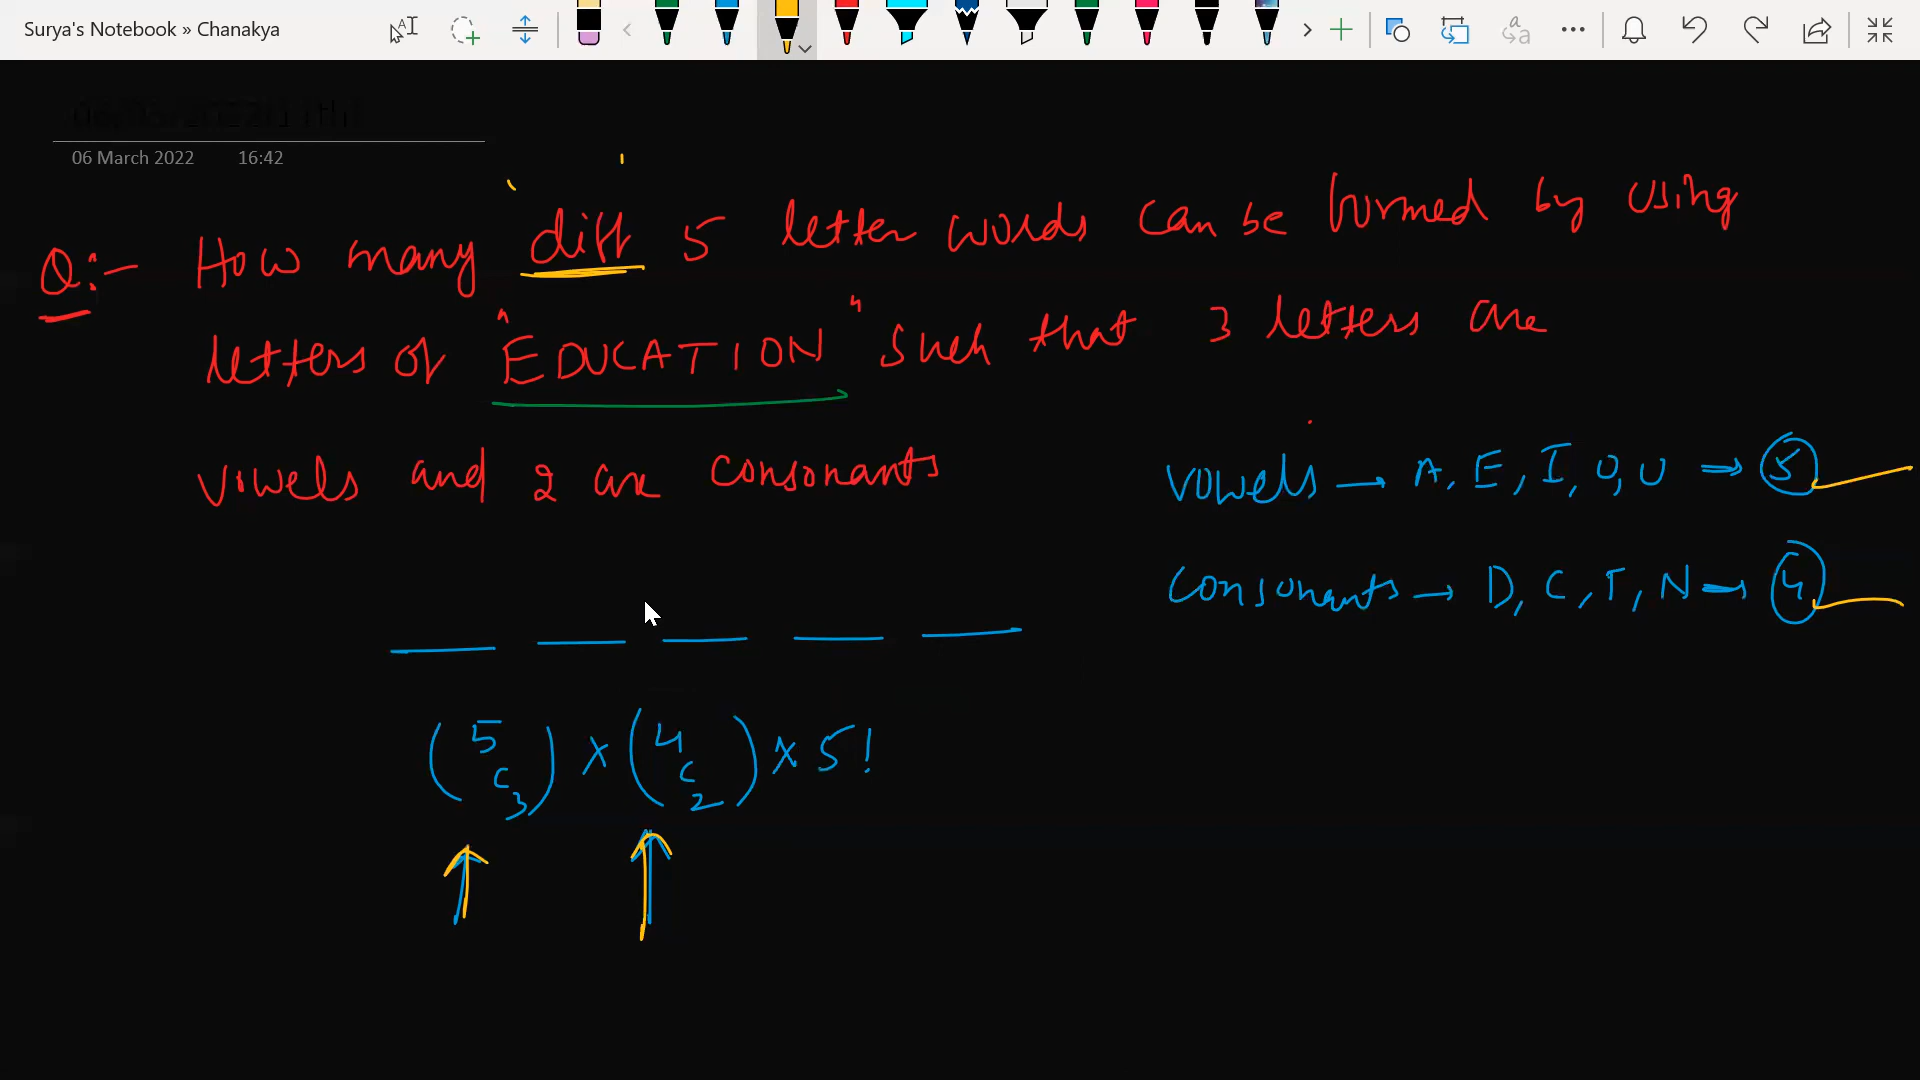 Surya's Notebook » Chanakya
06 March 2022 16:42
Q:- How many diff 5 letter words can be formed by using
letters of "EDUCATION" such that 3 letters are
vowels and 2 are consonants
vowels → A, E, I, O, U ⇒ 5
Consonants → D, C, T, N → 4
(5C3) × (4C2) × 5!